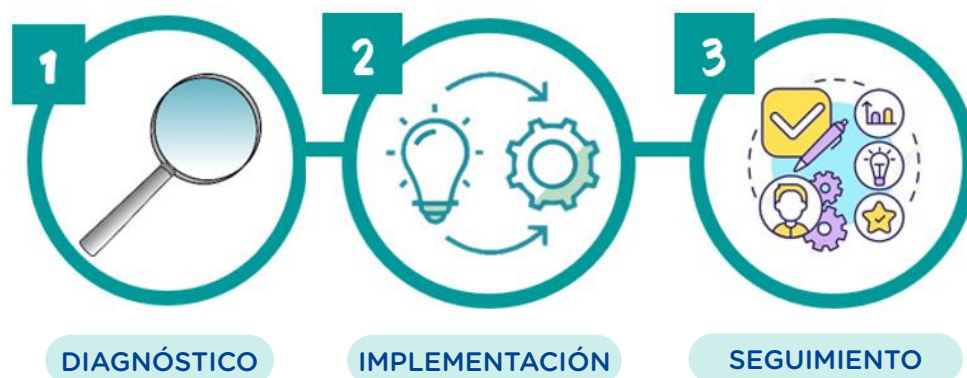 1
2
3
DIAGNÓSTICO
IMPLEMENTACIÓN
SEGUIMIENTO